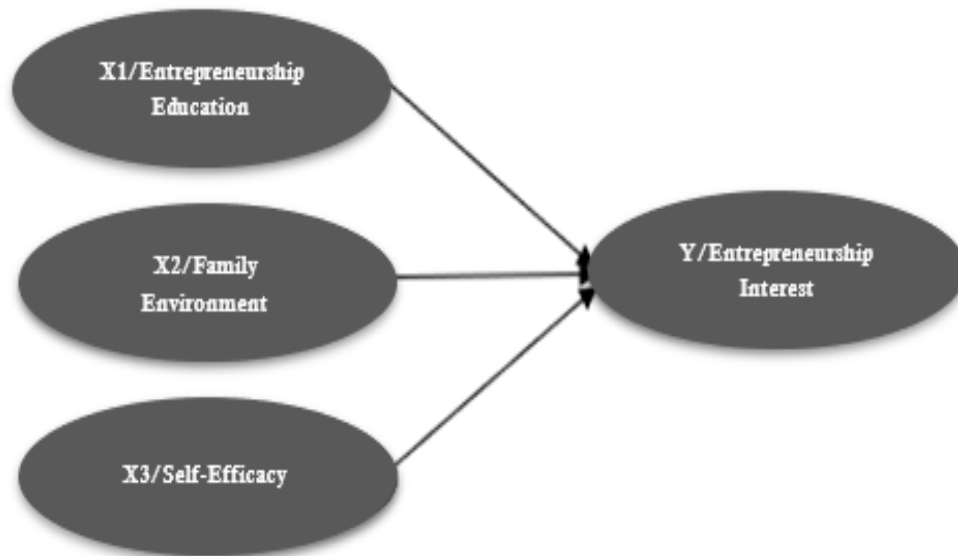 X1/Entrepreneurship
Education
X2/Family
Environment
X3/Self-Efficacy
Y/Entrepreneurship
Interest